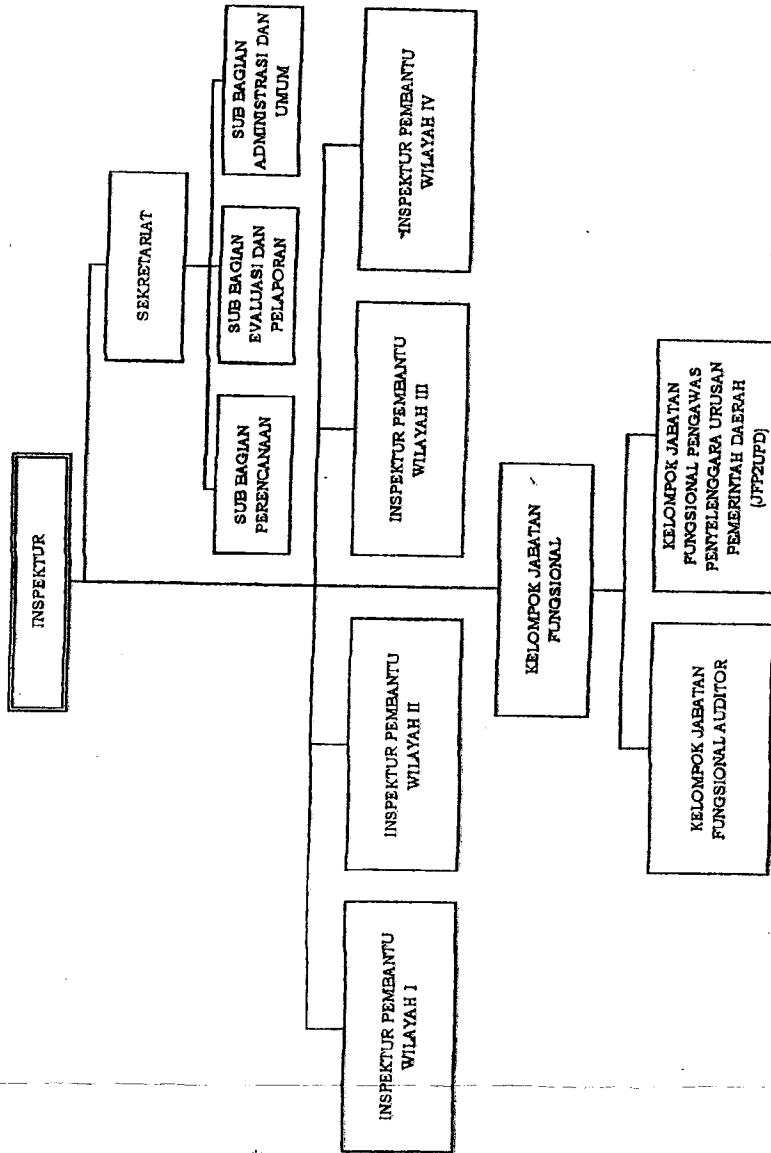 INSPEKTUR
SEKRETARIAT
SUB BAGIAN
PERENCANAAN
SUB BAGIAN
EVALUASI DAN
PELAPORAN
SUB BAGIAN
ADMINISTRASI DAN
UMUM
INSPEKTUR PEMBANTU
WILAYAH I
INSPEKTUR PEMBANTU
WILAYAH II
INSPEKTUR PEMBANTU
WILAYAH III
INSPEKTUR PEMBANTU
WILAYAH IV
KELOMPOK JABATAN
FUNGSIONAL
KELOMPOK JABATAN
FUNGSIONAL AUDITOR
KELOMPOK JABATAN
FUNGSIONAL PENGAWAS
PENYELENGGARA URUSAN
PEMERINTAH DAERAH
(JFP2UPD)